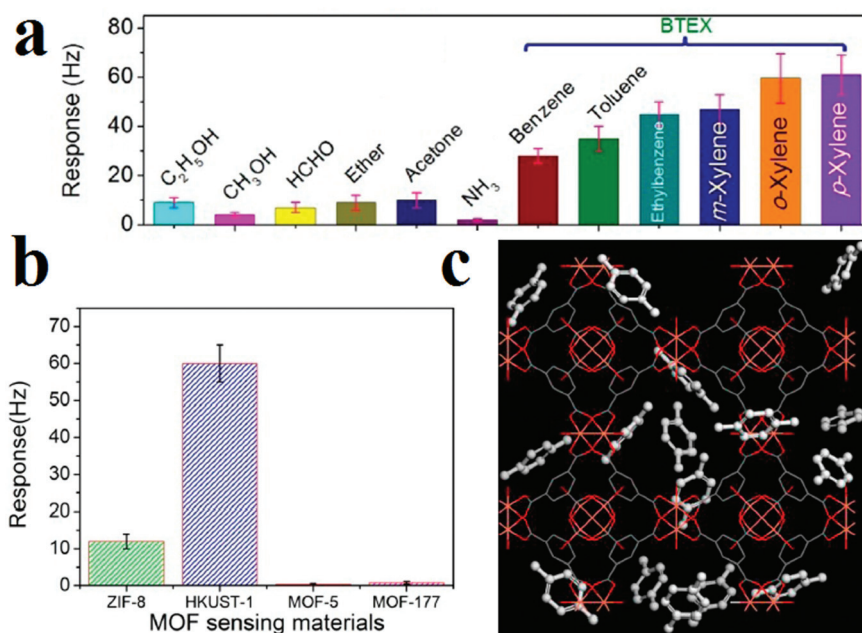 a
Response (Hz)
80
60
40
20
0
C₂H₅OH
CH₃OH
HCHO
Ether
Acetone
NH₃
BTEX
Benzene
Toluene
Ethylbenzene
m-Xylene
o-Xylene
p-Xylene
b
Response(Hz)
70
60
50
40
30
20
10
0
ZIF-8 HKUST-1 MOF-5 MOF-177
MOF sensing materials
c